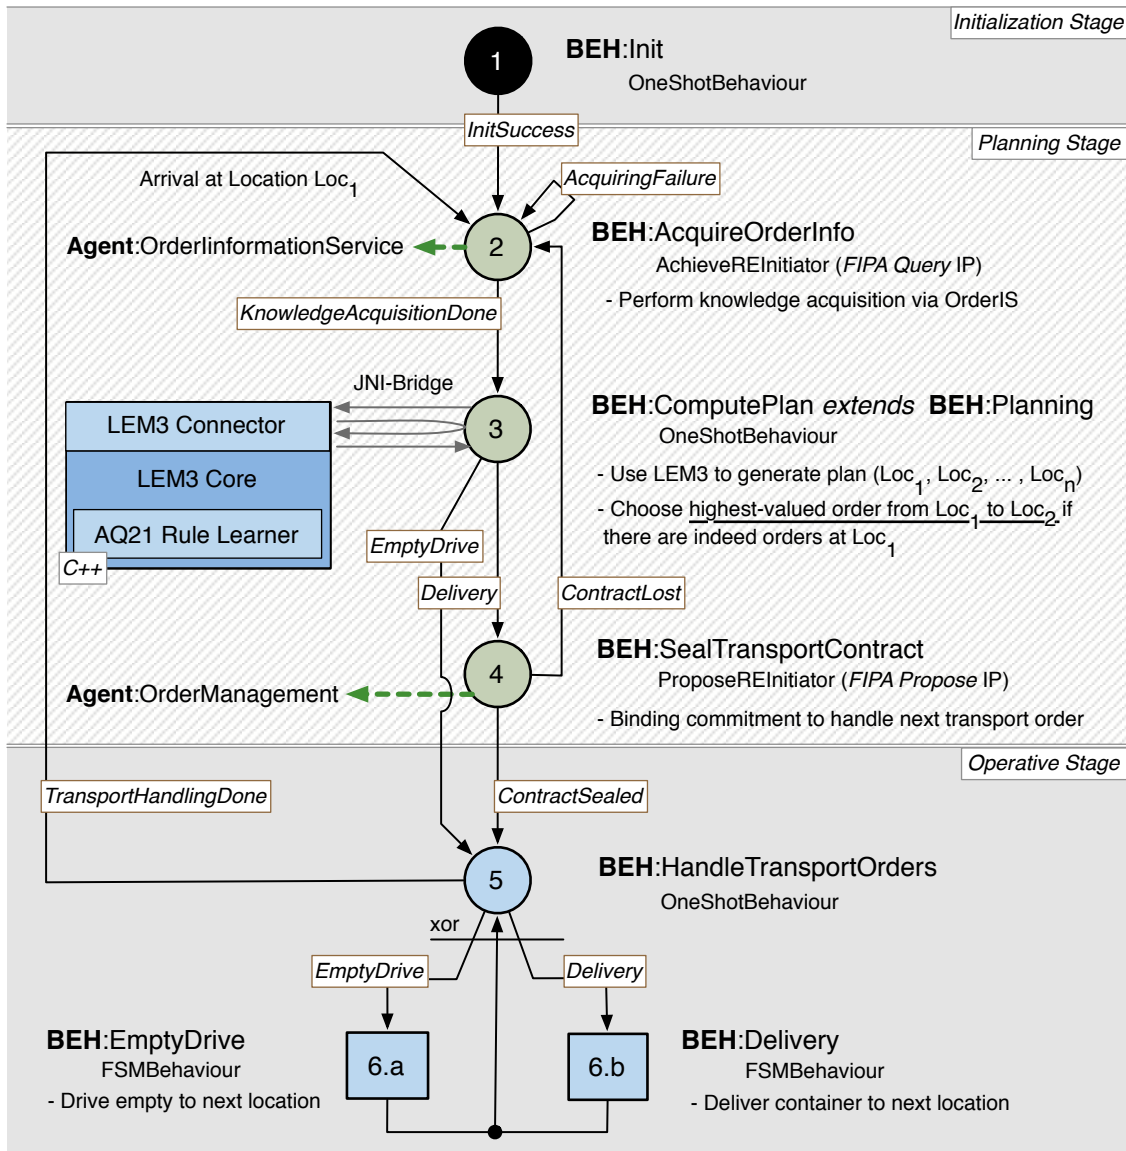 Initialization Stage
1
BEH:Init
OneShotBehaviour
InitSuccess
Planning Stage
Arrival at Location Loc1
AcquiringFailure
Agent:OrderIinformationService
2
BEH:AcquireOrderInfo
AchieveREInitiator (FIPA Query IP)
- Perform knowledge acquisition via OrderIS
KnowledgeAcquisitionDone
JNI-Bridge
LEM3 Connector
LEM3 Core
AQ21 Rule Learner
C++
3
BEH:ComputePlan extends BEH:Planning
OneShotBehaviour
- Use LEM3 to generate plan (Loc1, Loc2, ... , Locn)
- Choose highest-valued order from Loc1 to Loc2 if
there are indeed orders at Loc1
EmptyDrive
Delivery
ContractLost
4
Agent:OrderManagement
BEH:SealTransportContract
ProposeREInitiator (FIPA Propose IP)
- Binding commitment to handle next transport order
Operative Stage
TransportHandlingDone
ContractSealed
5
BEH:HandleTransportOrders
OneShotBehaviour
xor
EmptyDrive
Delivery
BEH:EmptyDrive
FSMBehaviour
- Drive empty to next location
6.a
6.b
BEH:Delivery
FSMBehaviour
- Deliver container to next location